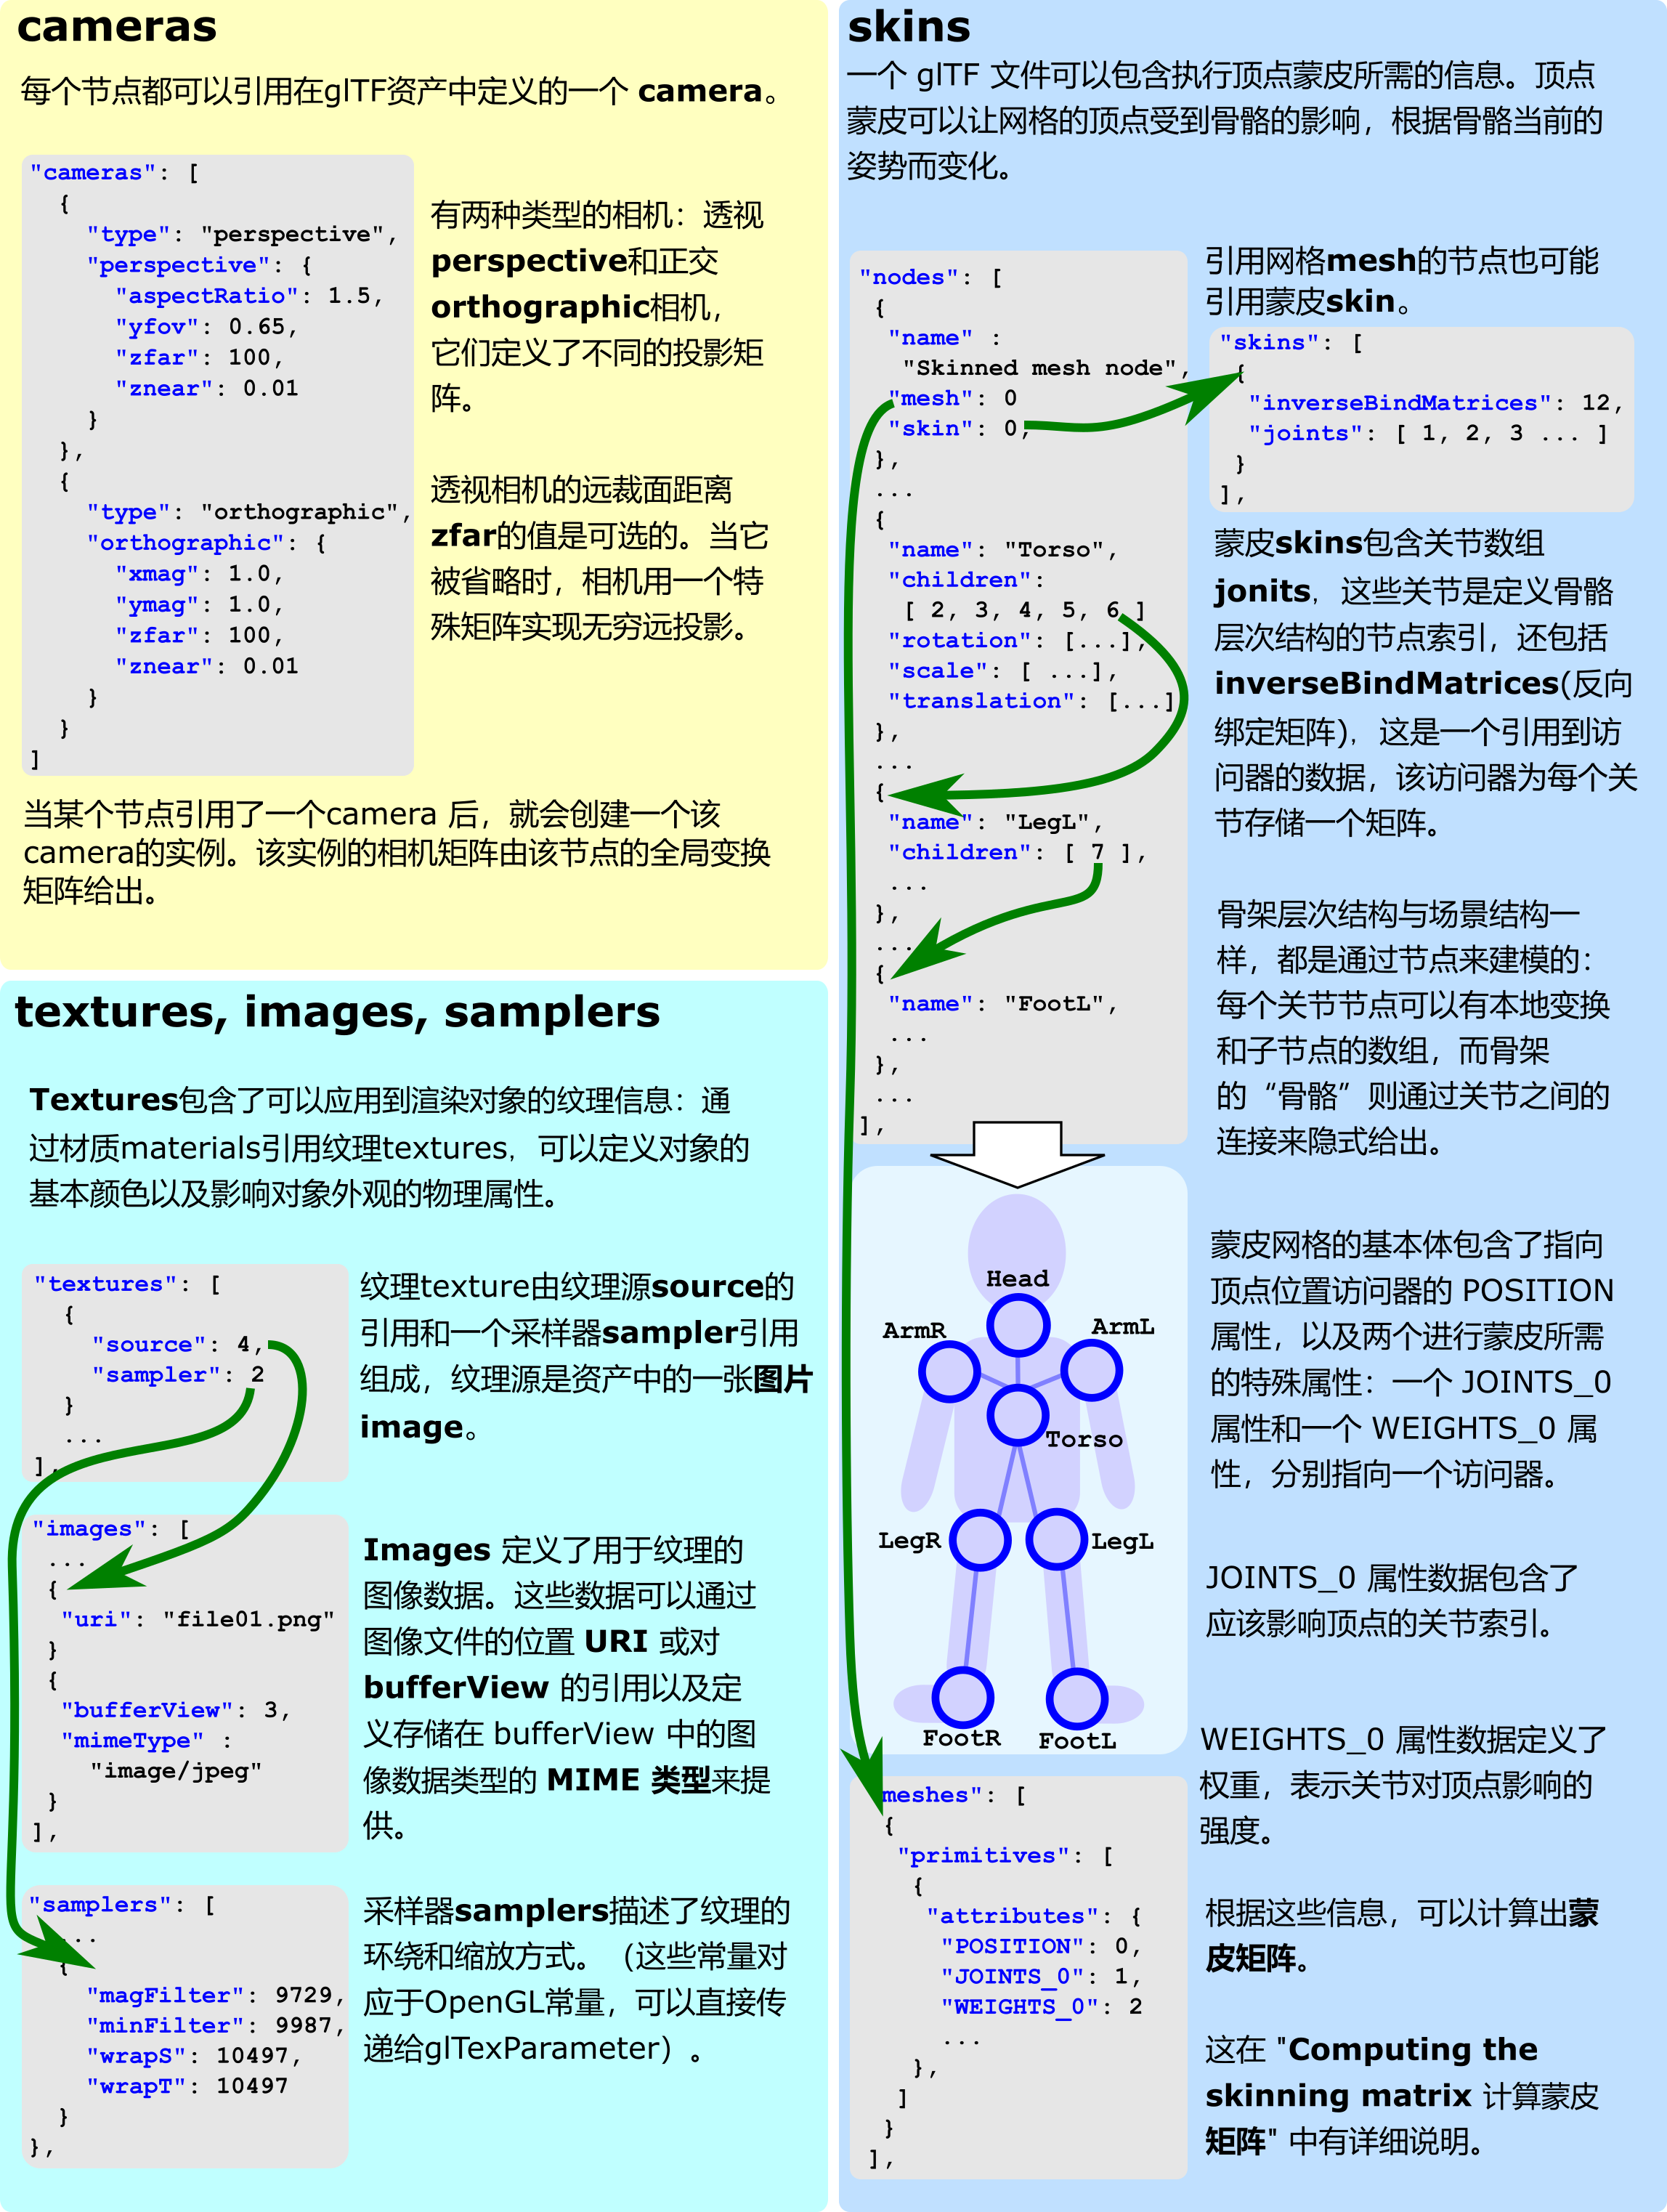 cameras
每个节点都可以引用在glTF资产中定义的一个 camera。
"cameras": [
{
"type": "perspective",
"perspective": {
"aspectRatio": 1.5,
"yfov": 0.65,
"zfar": 100,
"znear": 0.01
}
},
{
"type": "orthographic",
"orthographic": {
"xmag": 1.0,
"ymag": 1.0,
"zfar": 100,
"znear": 0.01
}
}
]
有两种类型的相机：透视
perspective和正交
orthographic相机，
它们定义了不同的投影矩
阵。
透视相机的远裁面距离
zfar的值是可选的。当它
被省略时，相机用一个特
殊矩阵实现无穷远投影。
当某个节点引用了一个camera 后，就会创建一个该
camera的实例。该实例的相机矩阵由该节点的全局变换
矩阵给出。
textures, images, samplers
Textures包含了可以应用到渲染对象的纹理信息：通
过材质materials引用纹理textures，可以定义对象的
基本颜色以及影响对象外观的物理属性。
"textures": [
{
"source": 4,
"sampler": 2
}
...
],
纹理texture由纹理源source的
引用和一个采样器sampler引用
组成，纹理源是资产中的一张图片
image。
"images": [
...
{
"uri": "file01.png"
}
{
"bufferView": 3,
"mimeType" :
"image/jpeg"
}
],
Images 定义了用于纹理的
图像数据。这些数据可以通过
图像文件的位置 URI 或对
bufferView 的引用以及定
义存储在 bufferView 中的图
像数据类型的 MIME 类型来提
供。
"samplers": [
...
{
"magFilter": 9729,
"minFilter": 9987,
"wrapS": 10497,
"wrapT": 10497
}
},
采样器samplers描述了纹理的
环绕和缩放方式。（这些常量对
应于OpenGL常量，可以直接传
递给glTexParameter）。
skins
一个 glTF 文件可以包含执行顶点蒙皮所需的信息。顶点
蒙皮可以让网格的顶点受到骨骼的影响，根据骨骼当前的
姿势而变化。
"nodes": [
{
"name" :
"Skinned mesh node",
"mesh": 0
"skin": 0,
},
...
{
"name": "Torso",
"children":
[ 2, 3, 4, 5, 6 ]
"rotation": [...],
"scale": [ ...],
"translation": [...]
},
...
{
"name": "LegL",
"children": [ 7 ],
...
},
...
{
"name": "FootL",
...
},
...
],
引用网格mesh的节点也可能
引用蒙皮skin。
"skins": [
{
"inverseBindMatrices": 12,
"joints": [ 1, 2, 3 ... ]
}
],
蒙皮skins包含关节数组
jonits，这些关节是定义骨骼
层次结构的节点索引，还包括
inverseBindMatrices(反向
绑定矩阵)，这是一个引用到访
问器的数据，该访问器为每个关
节存储一个矩阵。
骨架层次结构与场景结构一
样，都是通过节点来建模的：
每个关节节点可以有本地变换
和子节点的数组，而骨架
的“骨骼”则通过关节之间的
连接来隐式给出。
Head
ArmR
ArmL
Torso
LegR
LegL
FootR
FootL
蒙皮网格的基本体包含了指向
顶点位置访问器的 POSITION
属性，以及两个进行蒙皮所需
的特殊属性：一个 JOINTS_0
属性和一个 WEIGHTS_0 属
性，分别指向一个访问器。
JOINTS_0 属性数据包含了
应该影响顶点的关节索引。
WEIGHTS_0 属性数据定义了
权重，表示关节对顶点影响的
强度。
"meshes": [
{
"primitives": [
{
"attributes": {
"POSITION": 0,
"JOINTS_0": 1,
"WEIGHTS_0": 2
...
},
]
}
],
根据这些信息，可以计算出蒙
皮矩阵。
这在 "Computing the
skinning matrix 计算蒙皮
矩阵" 中有详细说明。